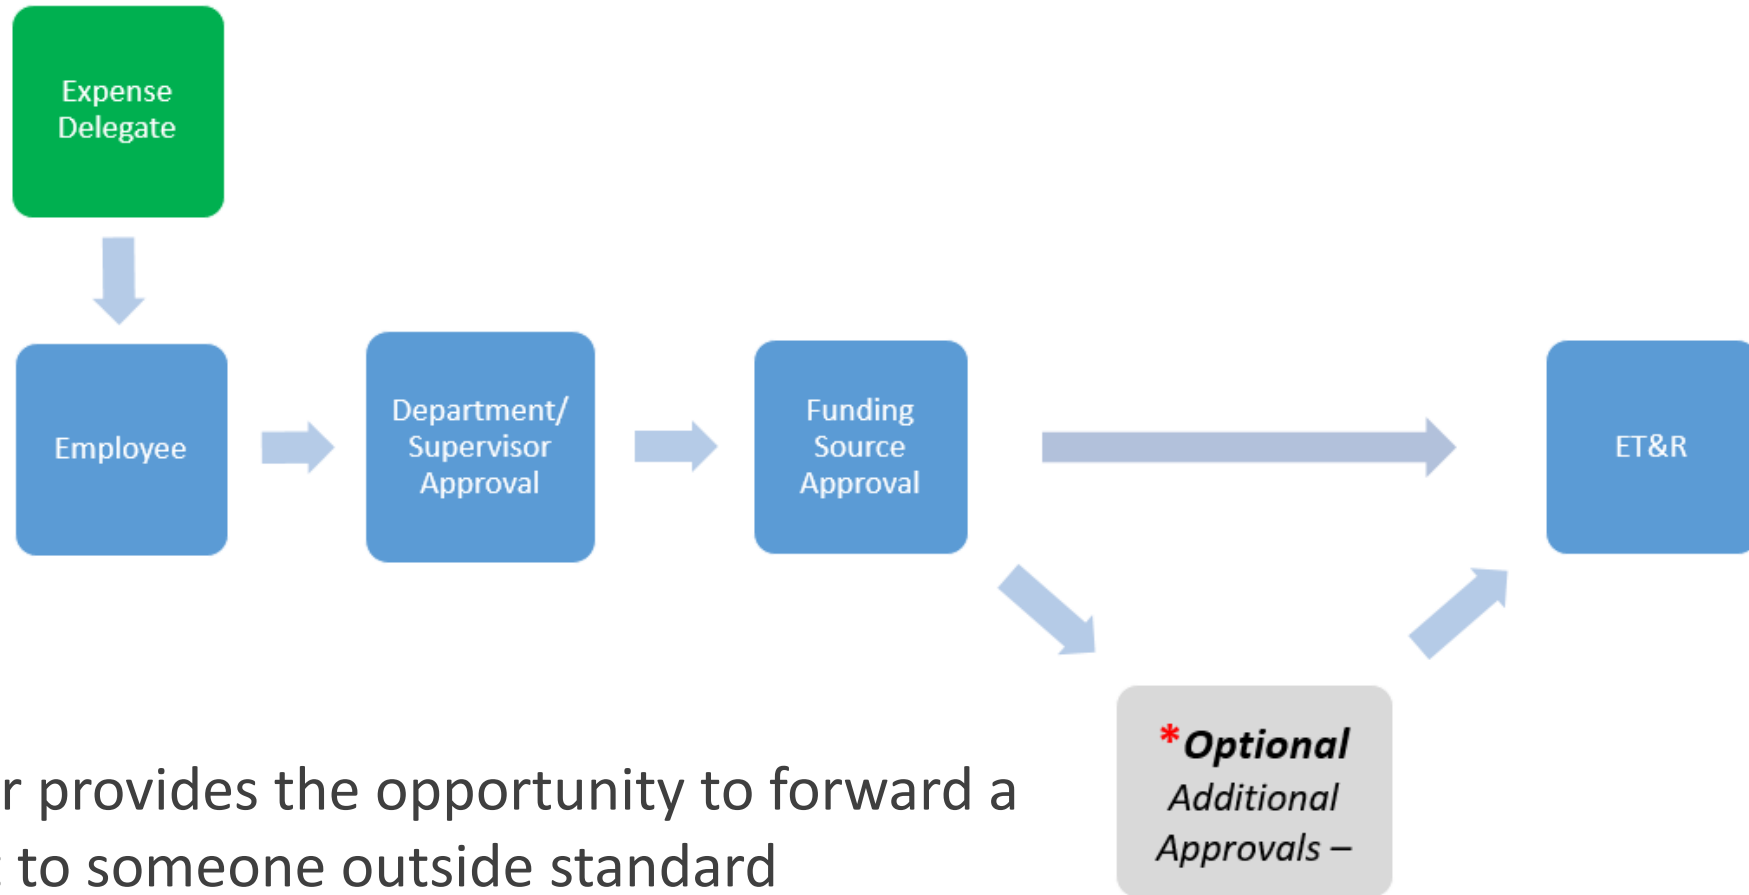 Expense
Delegate
Employee
Department/
Supervisor
Approval
Funding
Source
Approval
ET&R
*Optional
Additional
Approvals –
provides the opportunity to forward a
to someone outside standard